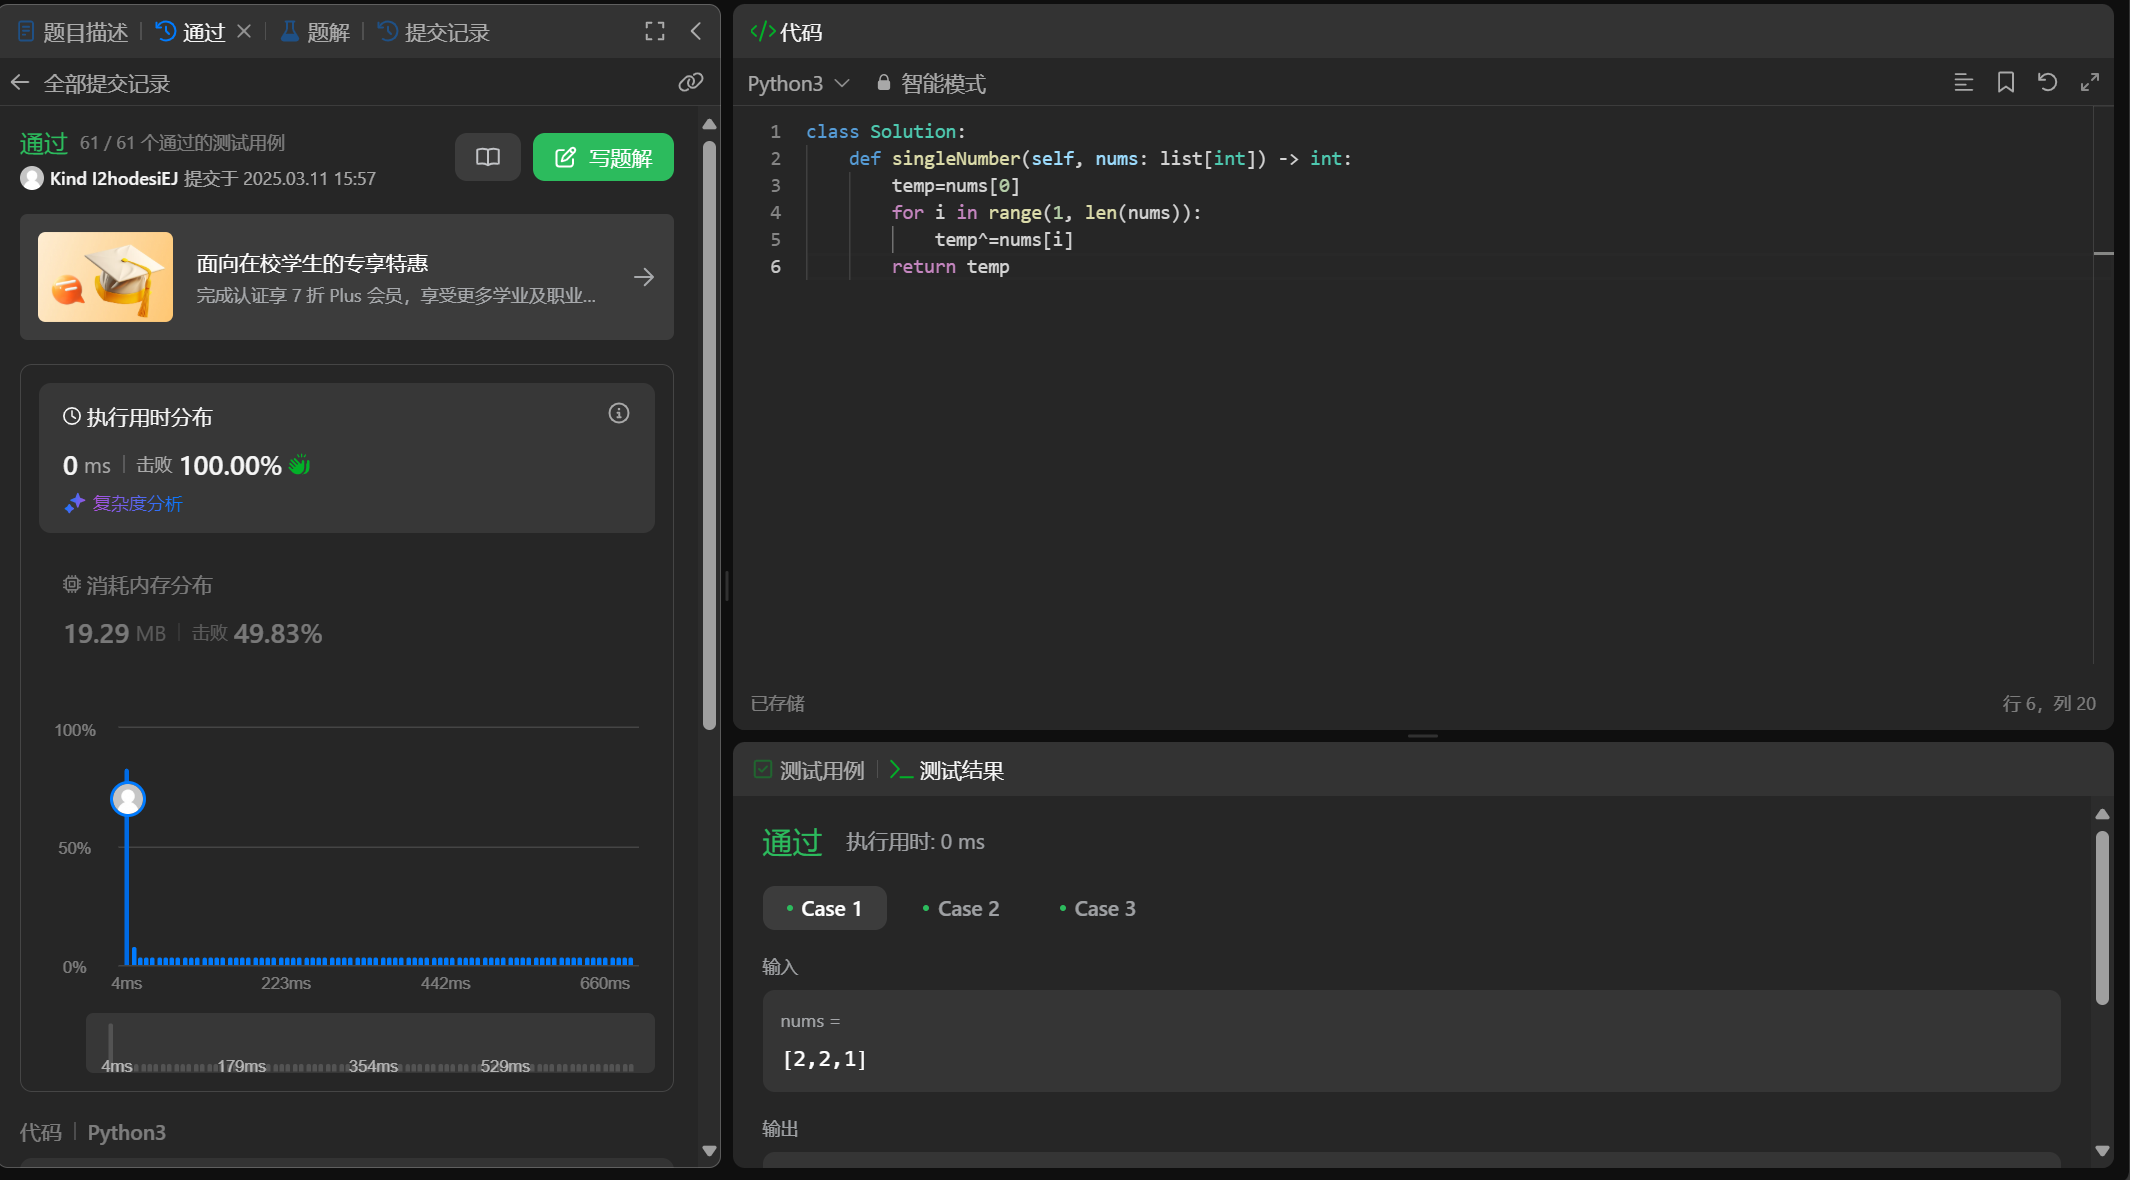 题目描述 | 通过 | 题解 | 提交记录
全部提交记录
通过 61 / 61 个通过的测试用例
Kind I2hodesiEJ 提交于 2025.03.11 15:57
写题解
面向在校学生的专享特惠
完成认证享 7 折 Plus 会员，享受更多学业及职业...
执行用时分布
0 ms | 击败 100.00%
复杂度分析
消耗内存分布
19.29 MB | 击败 49.83%
100%
50%
0%
4ms 223ms 442ms 660ms
4ms 179ms 354ms 529ms
代码 | Python3
</> 代码
Python3 智能模式
1 class Solution:
2     def singleNumber(self, nums: list[int]) -> int:
3         temp=nums[0]
4         for i in range(1, len(nums)):
5             temp^=nums[i]
6         return temp
已存储 行 6，列 20
测试用例 | >_ 测试结果
通过 执行用时: 0 ms
• Case 1 • Case 2 • Case 3
输入
nums =
[2,2,1]
输出